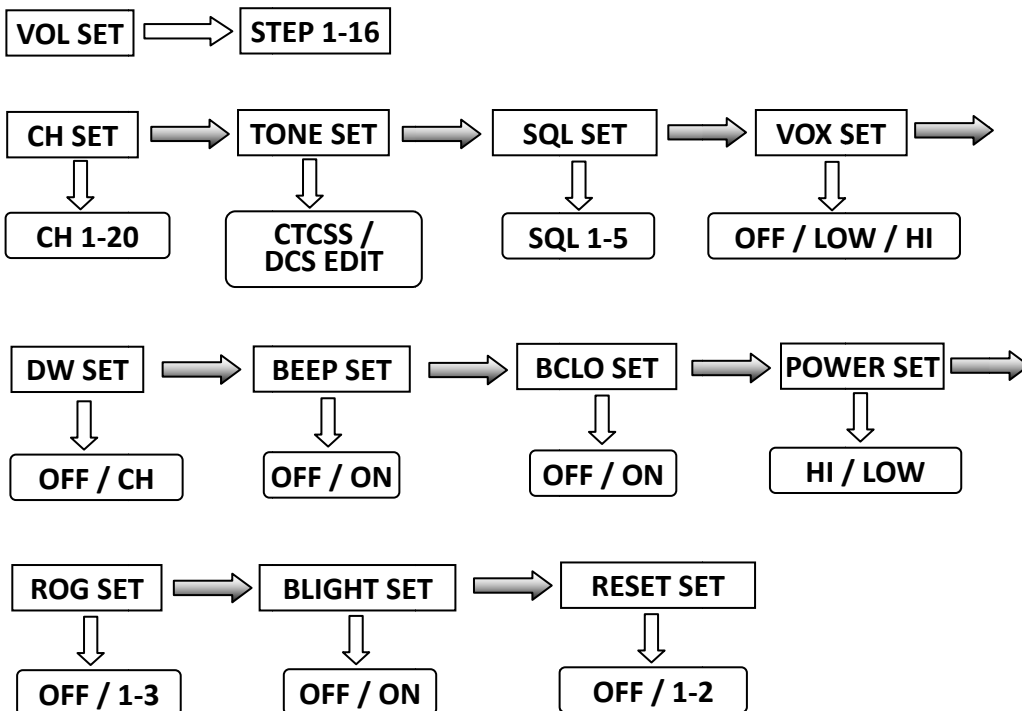 VOL SET
STEP 1-16
CH SET
TONE SET
SQL SET
VOX SET
CH 1-20
CTCSS /
DCS EDIT
SQL 1-5
OFF / LOW / HI
DW SET
BEEP SET
BCLO SET
POWER SET
OFF / CH
OFF / ON
OFF / ON
HI / LOW
ROG SET
BLIGHT SET
RESET SET
OFF / 1-3
OFF / ON
OFF / 1-2